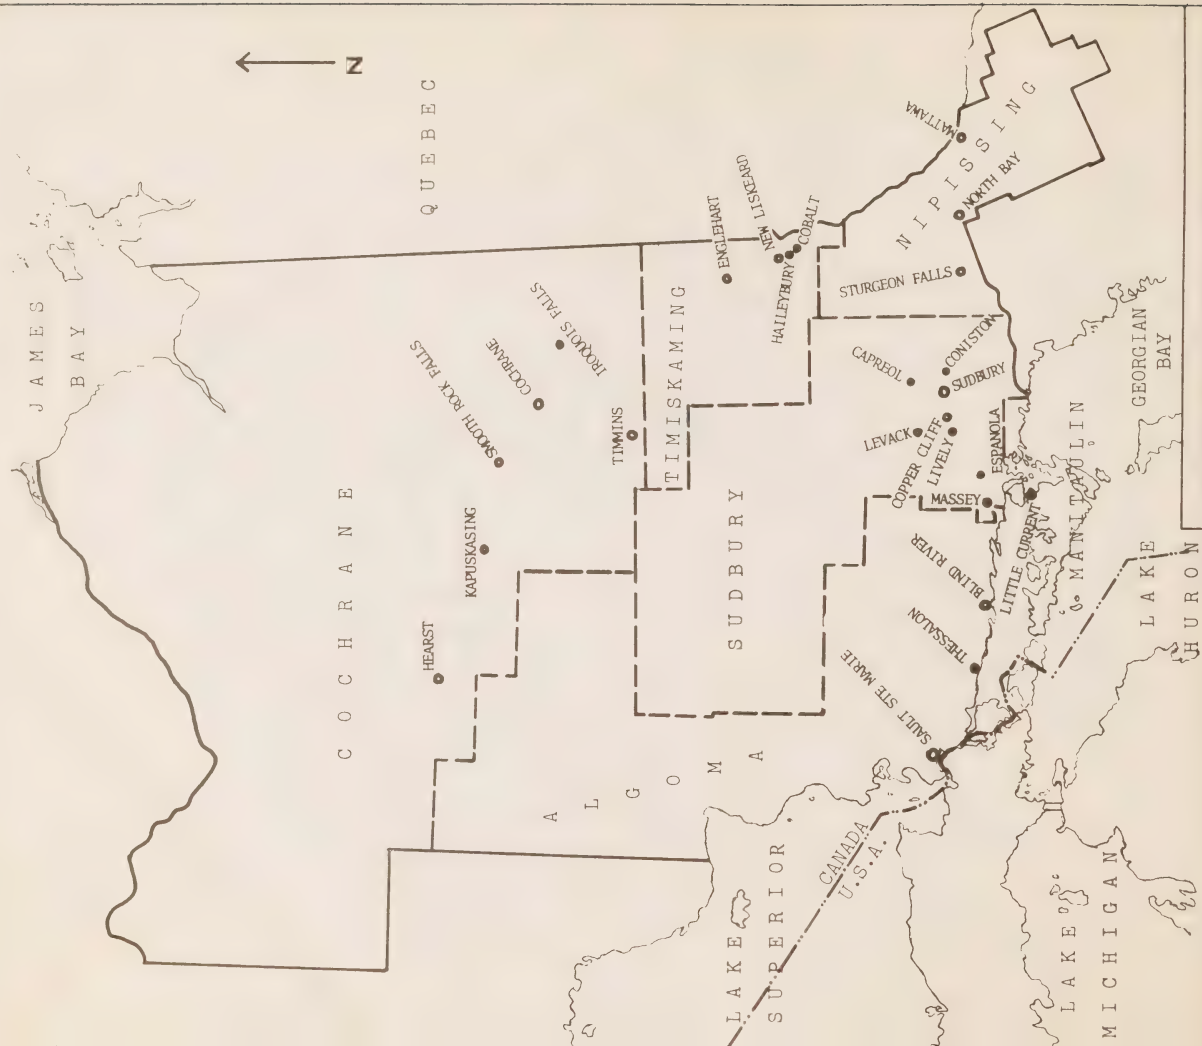 N
QUEBEC
JAMES
BAY
COCHRANE
HEARST
KAPUSKASING
SMOOTH ROCK FALLS
COCHRANE
IROQUOIS FALLS
TIMMINS
TIMISKAMING
ENGLEHART
NEW LISKEARD
HAILEYBURY
COBALT
NIPISSING
MATTAWA
NORTH BAY
STURGEON FALLS
SUDBURY
CAPREOL
CONISTON
SUDBURY
LEVACK
COPPER CLIFF
LIVELY
ESPANOLA
MASSEY
ALGOMA
BLIND RIVER
THESSALON
SAULT STE MARIE
LITTLE CURRENT
MANITAULIN
GEORGIAN
BAY
LAKE
HURON
CANADA
U.S.A.
LAKE
SUPERIOR
LAKE
MICHIGAN